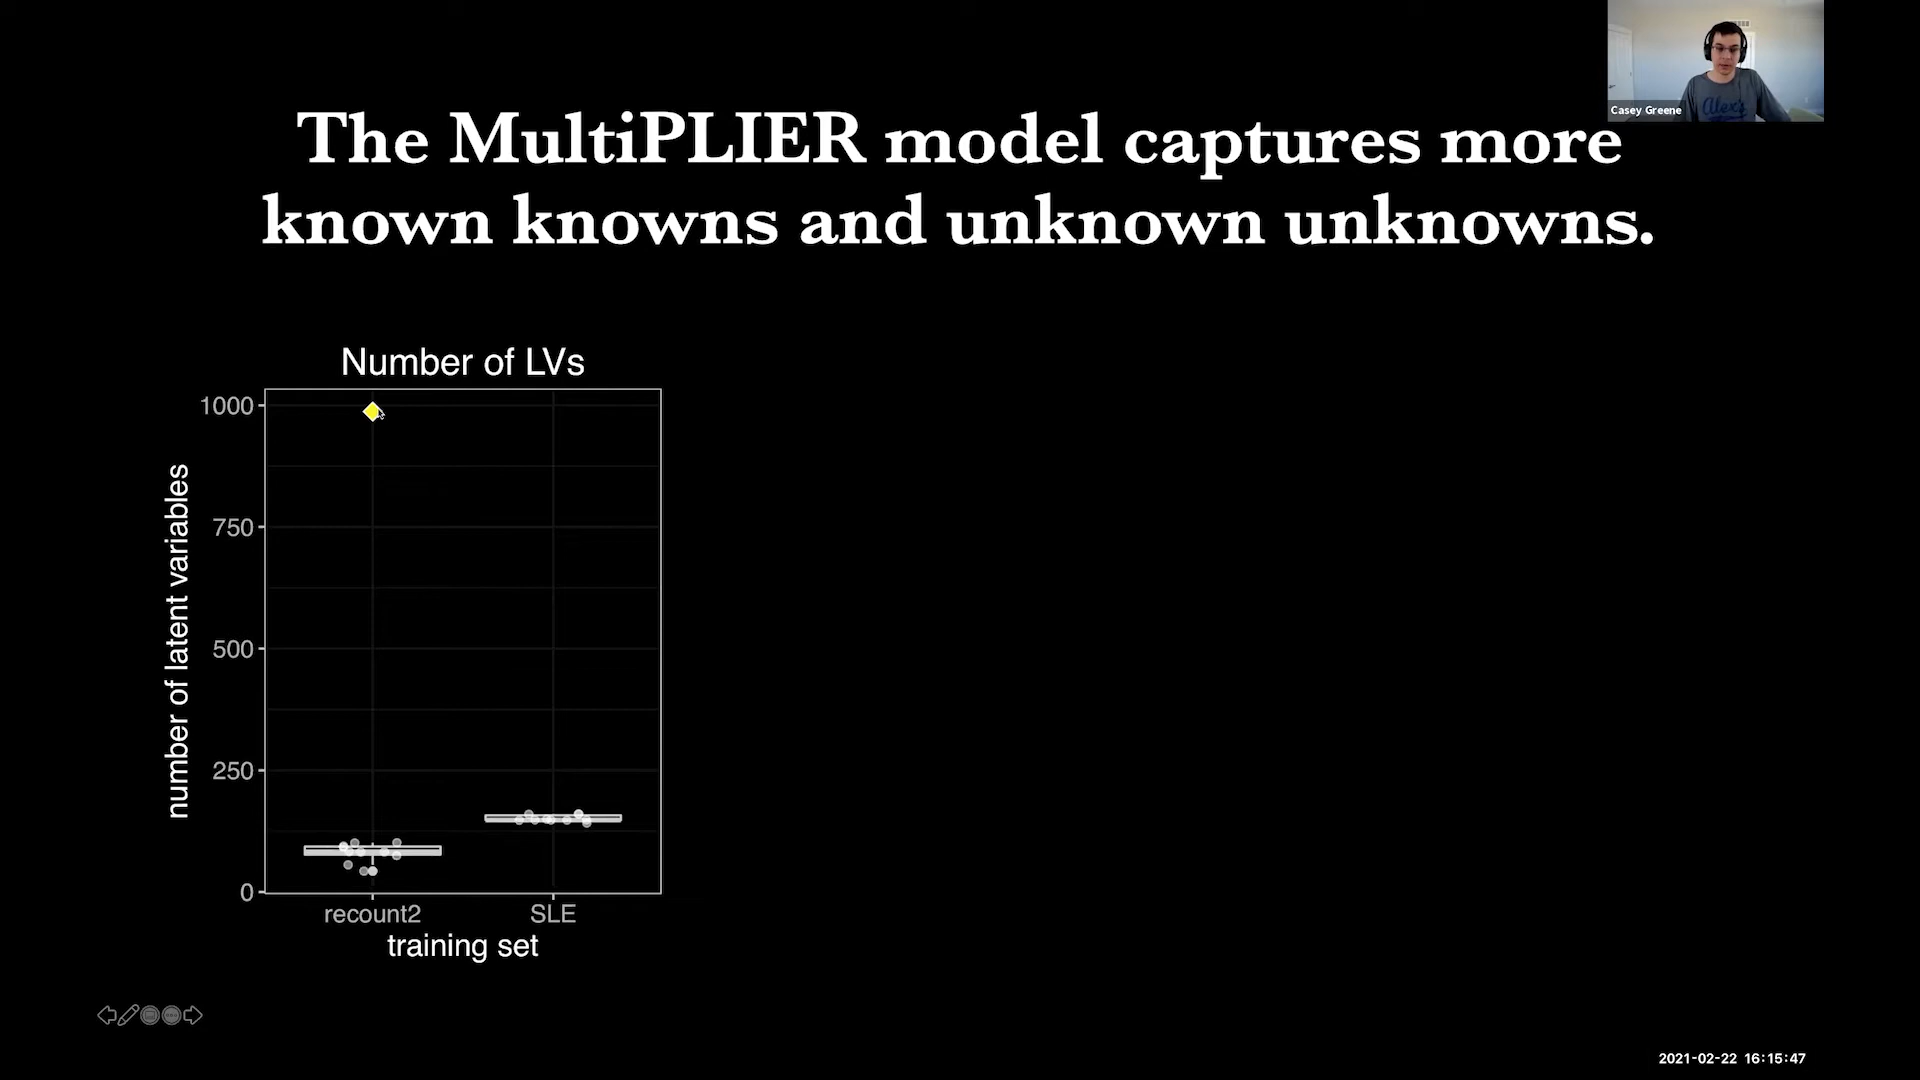 Casey Greene
The MultiPLIER model captures more
known knowns and unknown unknowns.
Number of LVs
1000
750
500
250
0
number of latent variables
recount2
SLE
training set
2021-02-22 16:15:47